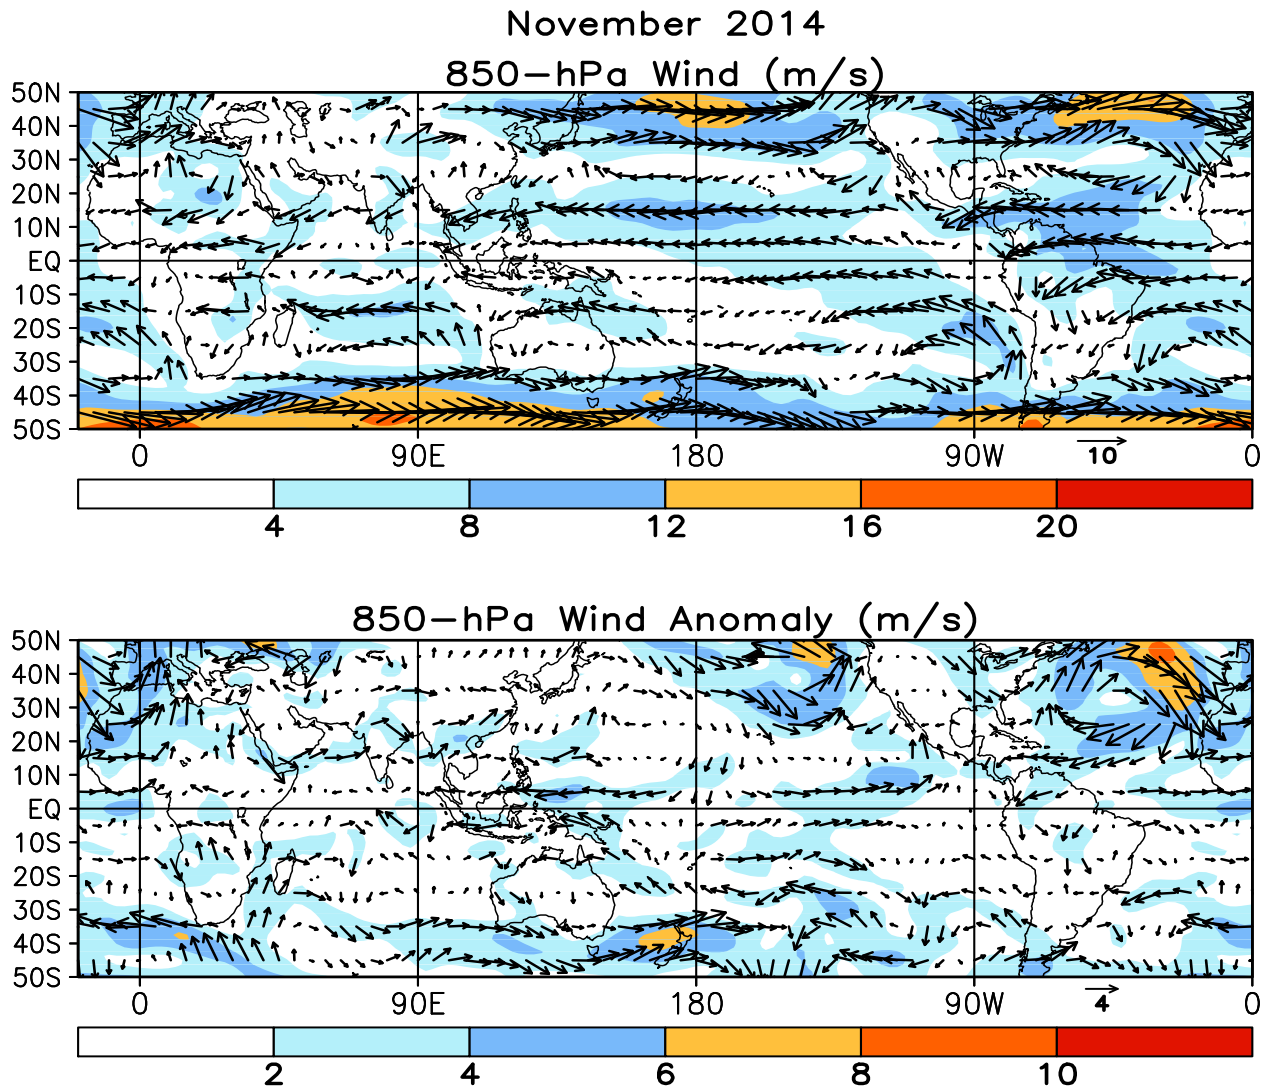 November 2014
850-hPa Wind (m/s)
50N
40N
30N
20N
10N
EQ
10S
20S
30S
40S
50S
0 90E 180 90W 0
10
4 8 12 16 20
850-hPa Wind Anomaly (m/s)
50N
40N
30N
20N
10N
EQ
10S
20S
30S
40S
50S
0 90E 180 90W 0
4
2 4 6 8 10